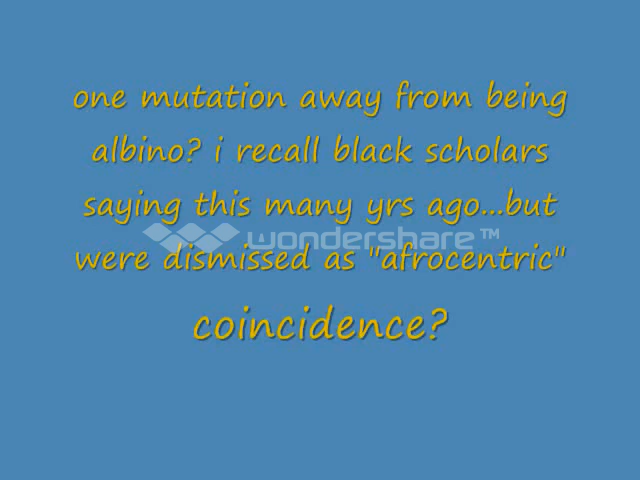 one mutation away from being
albino? i recall black scholars
saying this many yrs ago...but
wondershare™
were dismissed as "afrocentric"
coincidence?